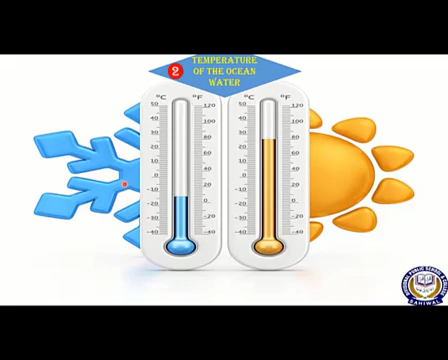 TEMPERATURE
2 OF THE OCEAN
WATER
°C °F °C °F
50 120 50 120
40 100 40 100
30 80 30 80
20 60 20 60
10 40 10 40
0 0
-10 20 -10 20
-20 0 -20 0
-30 -20 -30 -20
-40 -40 -40 -40
SAHIWAL